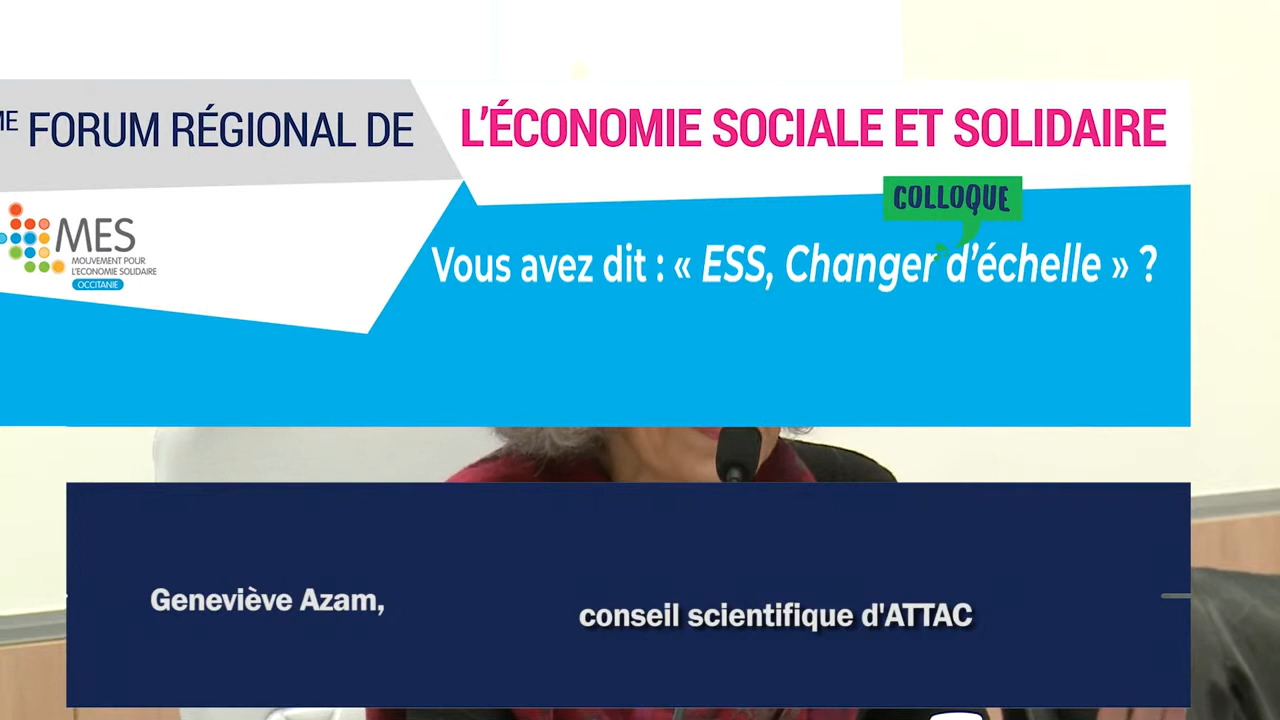 ME FORUM RÉGIONAL DE L'ÉCONOMIE SOCIALE ET SOLIDAIRE
COLLOQUE
MES
MOUVEMENT POUR
L'ECONOMIE SOLIDAIRE
OCCITANIE
Vous avez dit : « ESS, Changer d'échelle » ?
Geneviève Azam,
conseil scientifique d'ATTAC